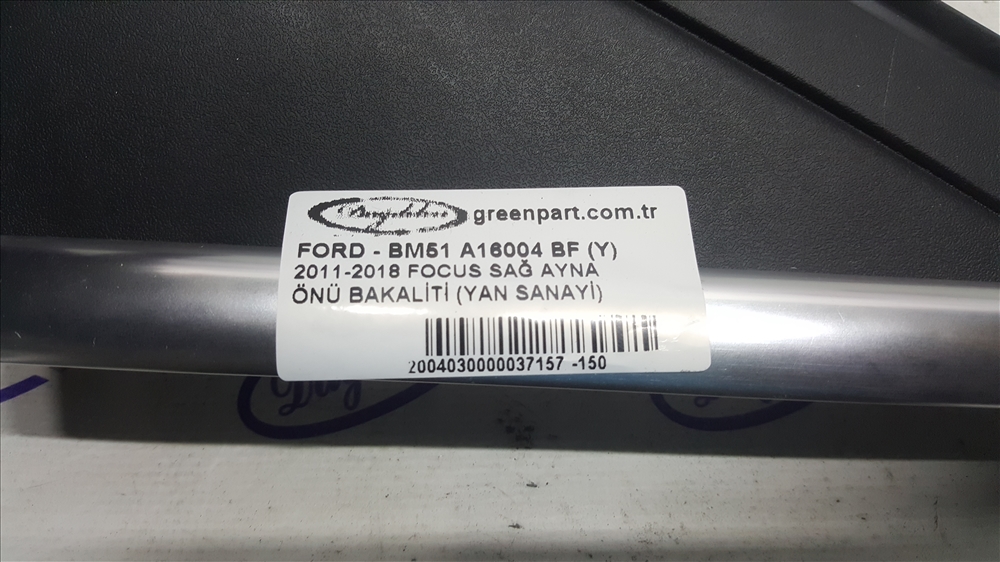 greenpart.com.tr
FORD - BM51 A16004 BF (Y)
2011-2018 FOCUS SAĞ AYNA
ÖNÜ BAKALİTİ (YAN SANAYİ)
2004030000037157 -150